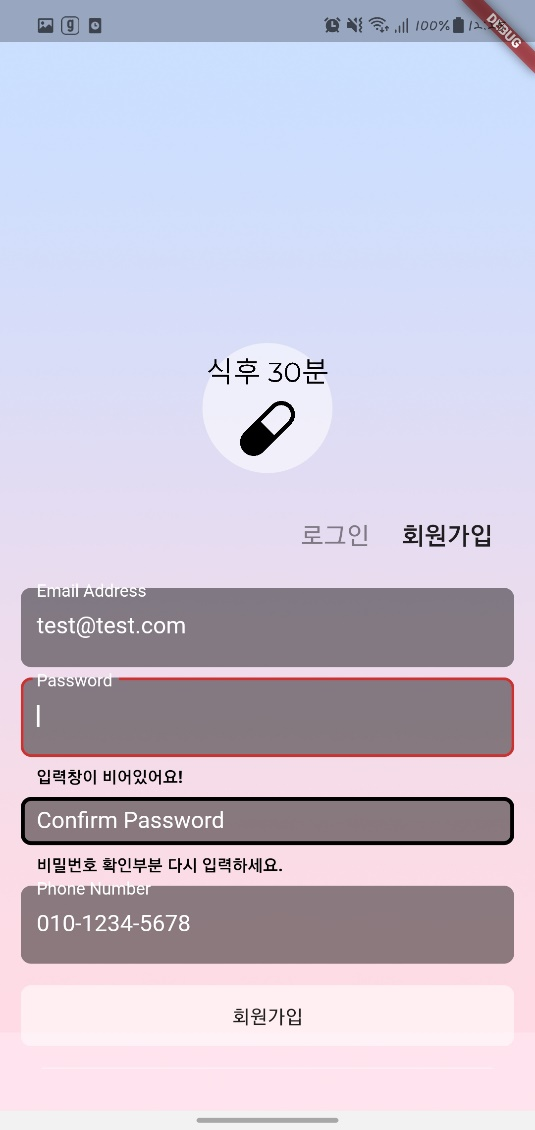 100%
DEBUG
식후 30분
로그인 회원가입
Email Address
test@test.com
Password
입력창이 비어있어요!
Confirm Password
비밀번호 확인부분 다시 입력하세요.
Phone Number
010-1234-5678
회원가입